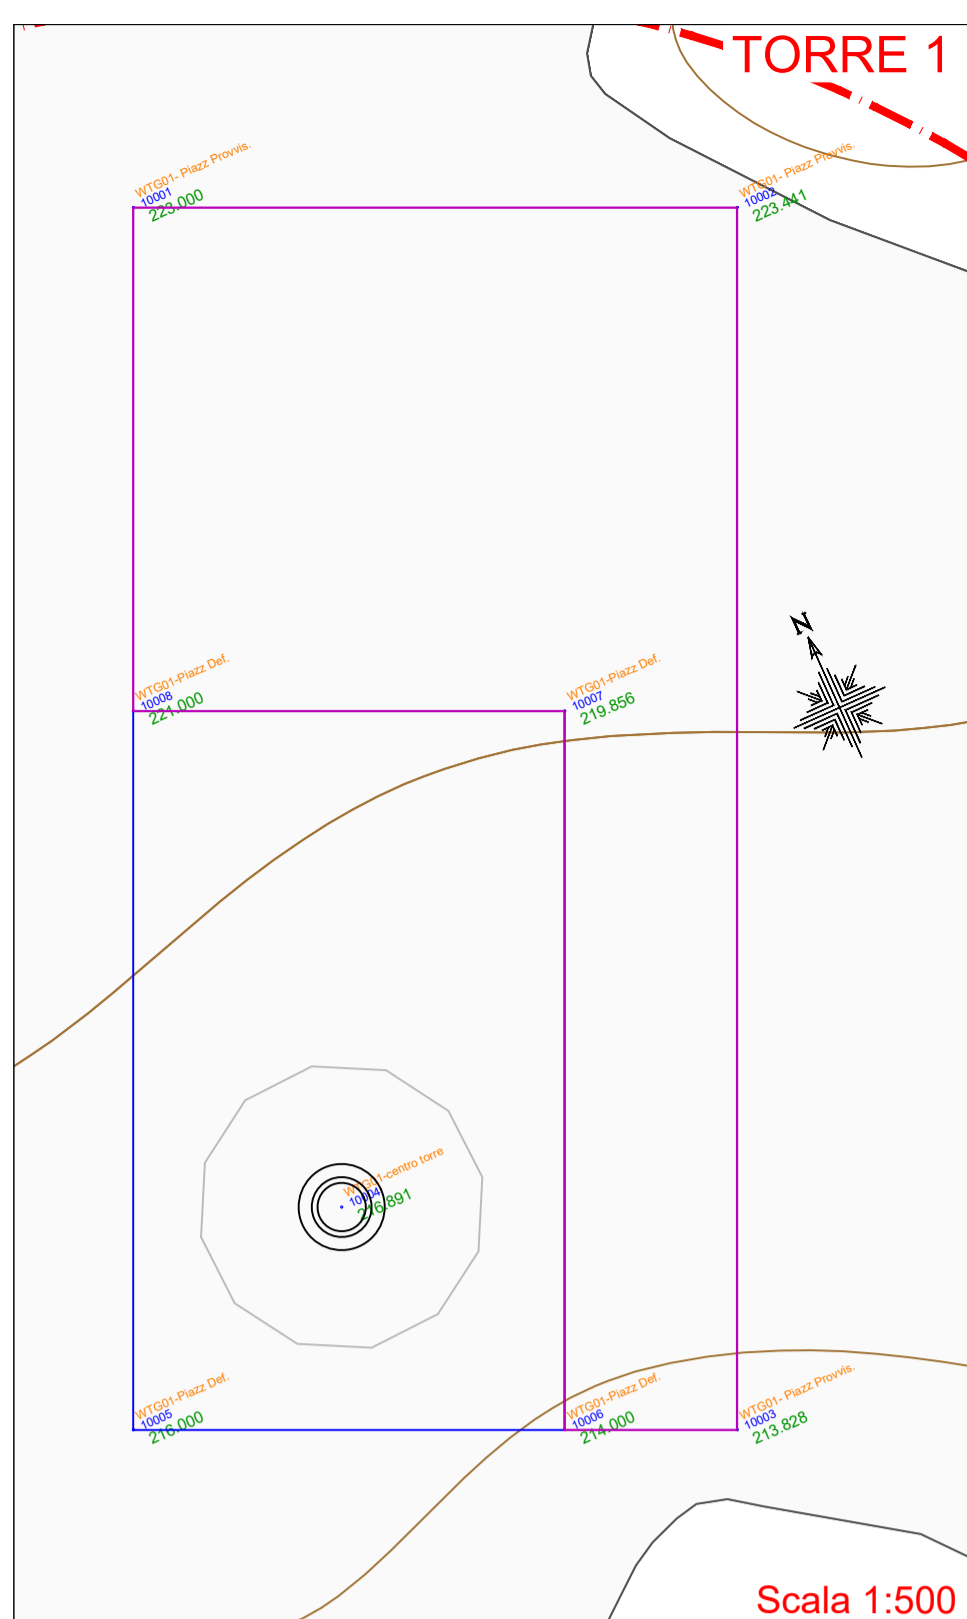 TORRE 1
WTG01- Piazz Provvis.
10001
223.000
WTG01- Piazz Provvis.
10002
223.441
N
WTG01-Piazz Def.
10008
221.000
WTG01-Piazz Def.
10007
219.856
WTG01-centro torre
10004
216.891
WTG01-Piazz Def.
10005
216.000
WTG01-Piazz Def.
10006
214.000
WTG01- Piazz Provvis.
10003
213.828
Scala 1:500